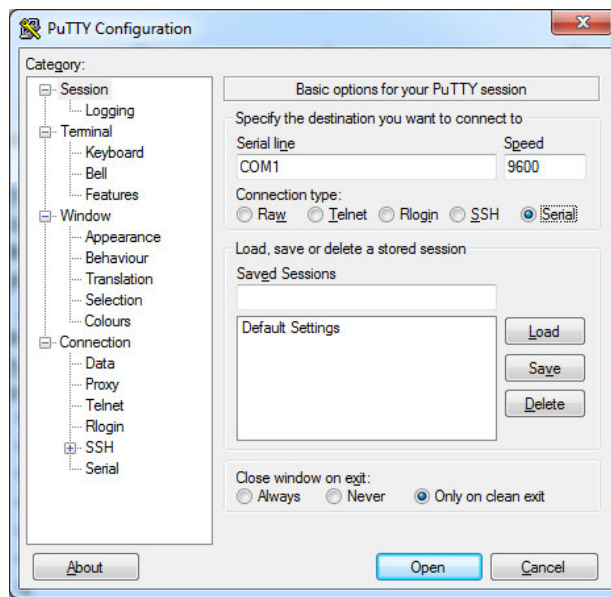 PuTTY Configuration
Category:
Session
Logging
Terminal
Keyboard
Bell
Features
Window
Appearance
Behaviour
Translation
Selection
Colours
Connection
Data
Proxy
Telnet
Rlogin
SSH
Serial
Basic options for your PuTTY session
Specify the destination you want to connect to
Serial line Speed
COM1 9600
Connection type:
Raw Telnet Rlogin SSH Serial
Load, save or delete a stored session
Saved Sessions
Default Settings
Load
Save
Delete
Close window on exit:
Always Never Only on clean exit
About Open Cancel